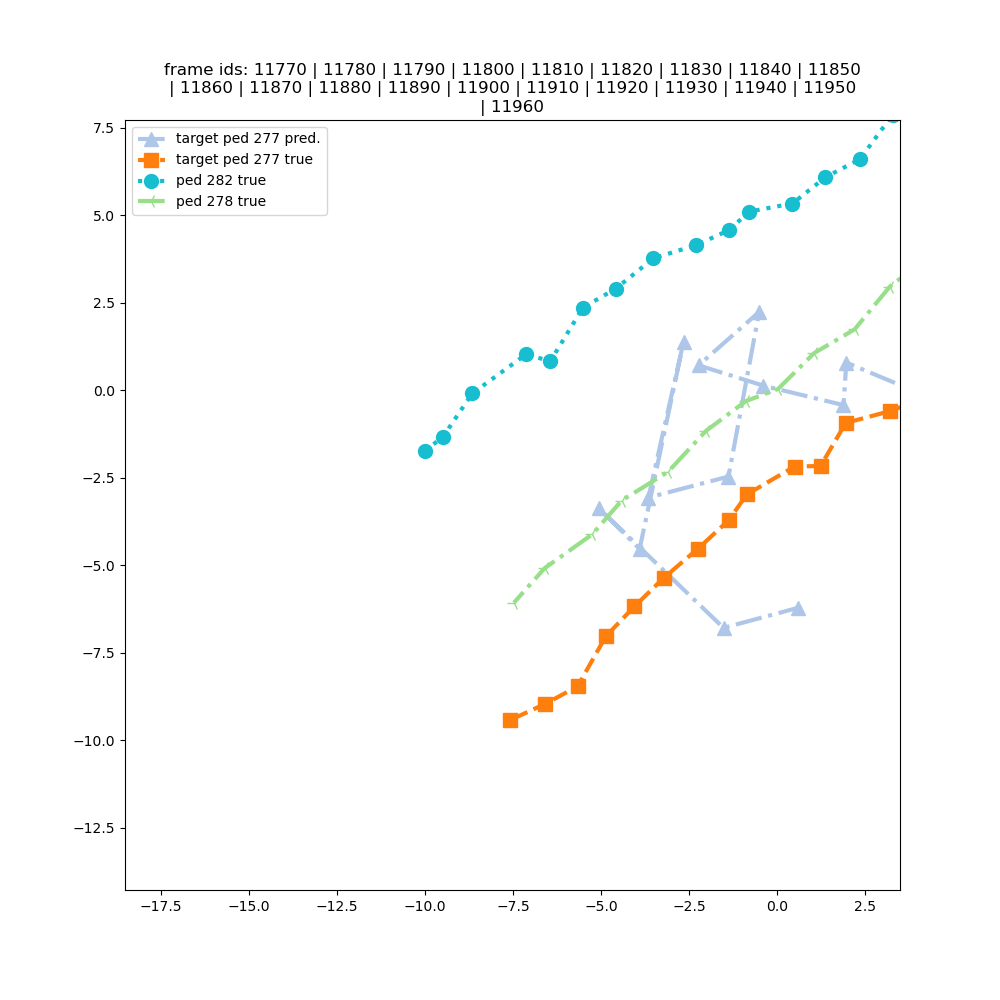 frame ids: 11770 | 11780 | 11790 | 11800 | 11810 | 11820 | 11830 | 11840 | 11850
| 11860 | 11870 | 11880 | 11890 | 11900 | 11910 | 11920 | 11930 | 11940 | 11950
| 11960
target ped 277 pred.
target ped 277 true
ped 282 true
ped 278 true
7.5
5.0
2.5
0.0
−2.5
−5.0
−7.5
−10.0
−12.5
−17.5 −15.0 −12.5 −10.0 −7.5 −5.0 −2.5 0.0 2.5